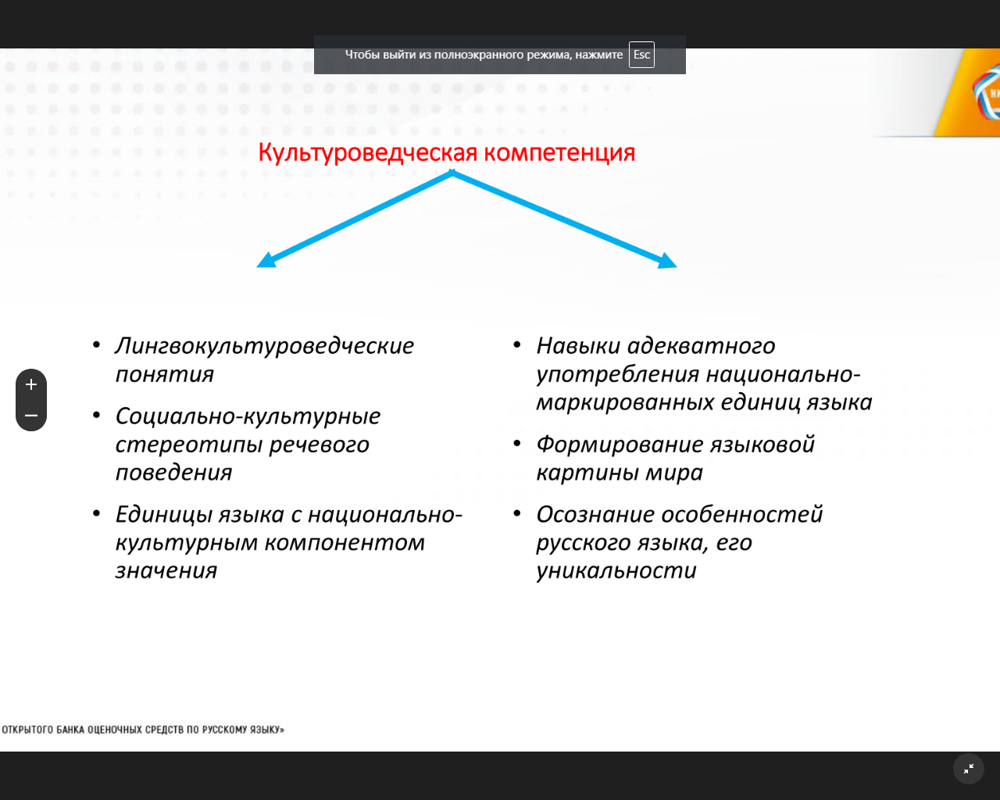 Чтобы выйти из полноэкранного режима, нажмите Esc
Культуроведческая компетенция
• Лингвокультуроведческие
понятия
• Социально-культурные
стереотипы речевого
поведения
• Единицы языка с национально-
культурным компонентом
значения
• Навыки адекватного
употребления национально-
маркированных единиц языка
• Формирование языковой
картины мира
• Осознание особенностей
русского языка, его
уникальности
ОТКРЫТОГО БАНКА ОЦЕНОЧНЫХ СРЕДСТВ ПО РУССКОМУ ЯЗЫКУ»